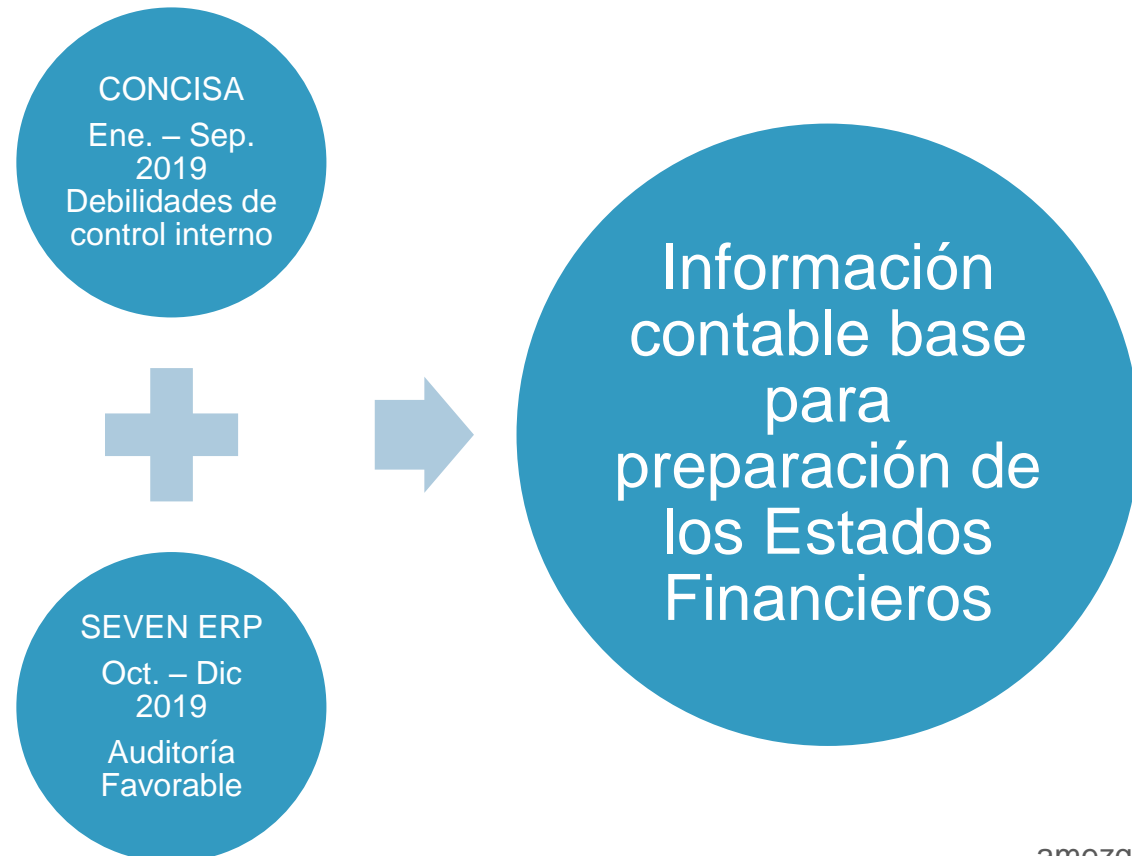 CONCISA
Ene. – Sep.
2019
Debilidades de
control interno
SEVEN ERP
Oct. – Dic
2019
Auditoría
Favorable
Información
contable base
para
preparación de
los Estados
Financieros